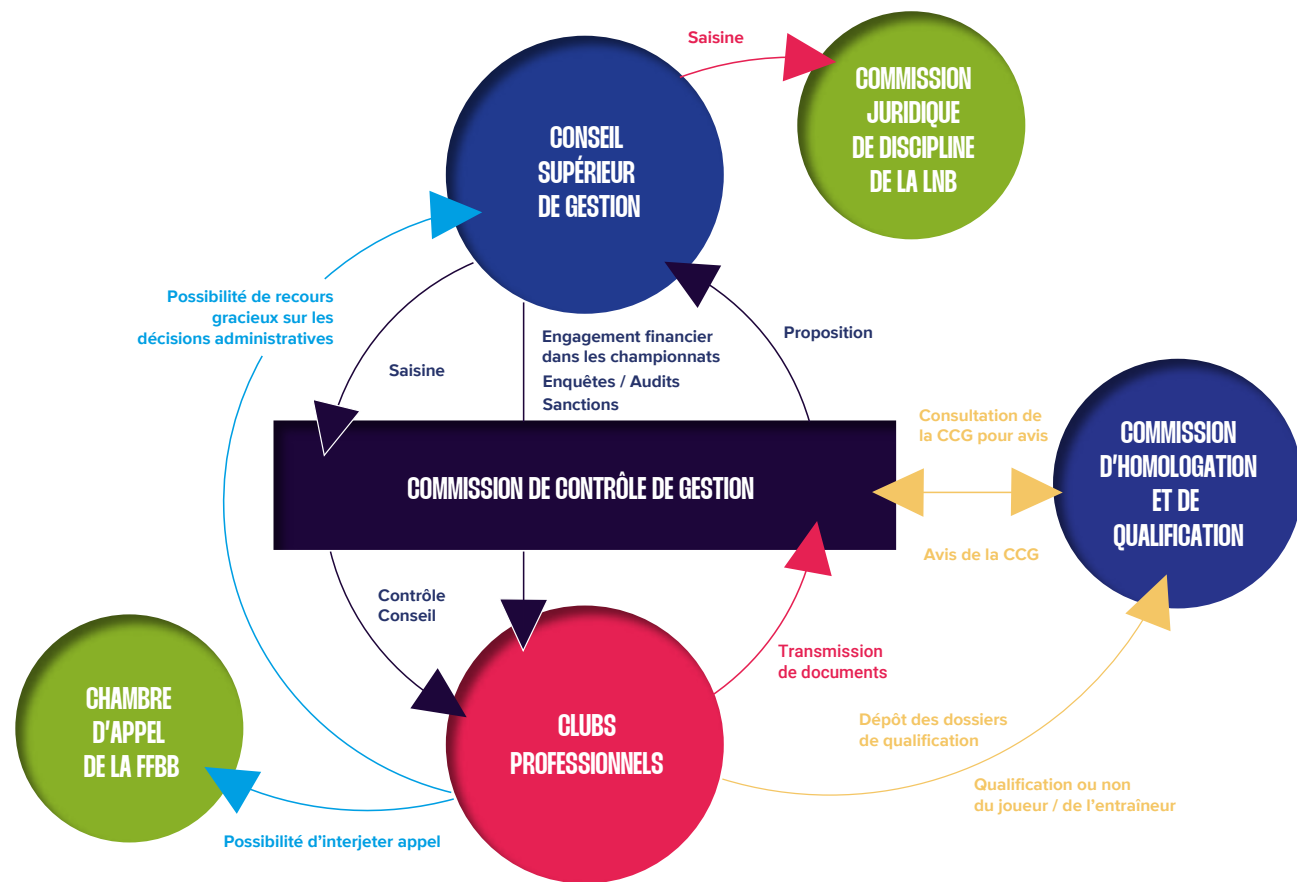 Saisine
COMMISSION
JURIDIQUE
DE DISCIPLINE
DE LA LNB
CONSEIL
SUPÉRIEUR
DE GESTION
Possibilité de recours
gracieux sur les
décisions administratives
Saisine
Engagement financier
dans les championnats
Enquêtes / Audits
Sanctions
Proposition
Consultation de
la CCG pour avis
COMMISSION
D'HOMOLOGATION
ET DE
QUALIFICATION
COMMISSION DE CONTRÔLE DE GESTION
Avis de la CCG
Contrôle
Conseil
Transmission
de documents
CHAMBRE
D'APPEL
DE LA FFBB
CLUBS
PROFESSIONNELS
Dépôt des dossiers
de qualification
Qualification ou non
du joueur / de l'entraîneur
Possibilité d'interjeter appel